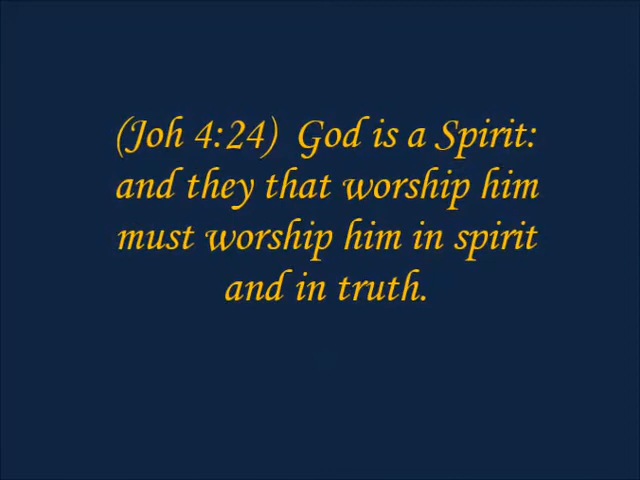 (Joh 4:24)  God is a Spirit:
and they that worship him
must worship him in spirit
and in truth.